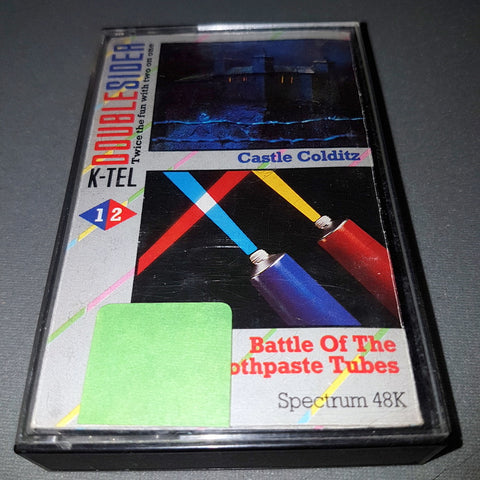 DOUBLESIDER
Twice the fun with two on one
K-TEL
1 2
Castle Colditz
Battle Of The
othpaste Tubes
Spectrum 48K